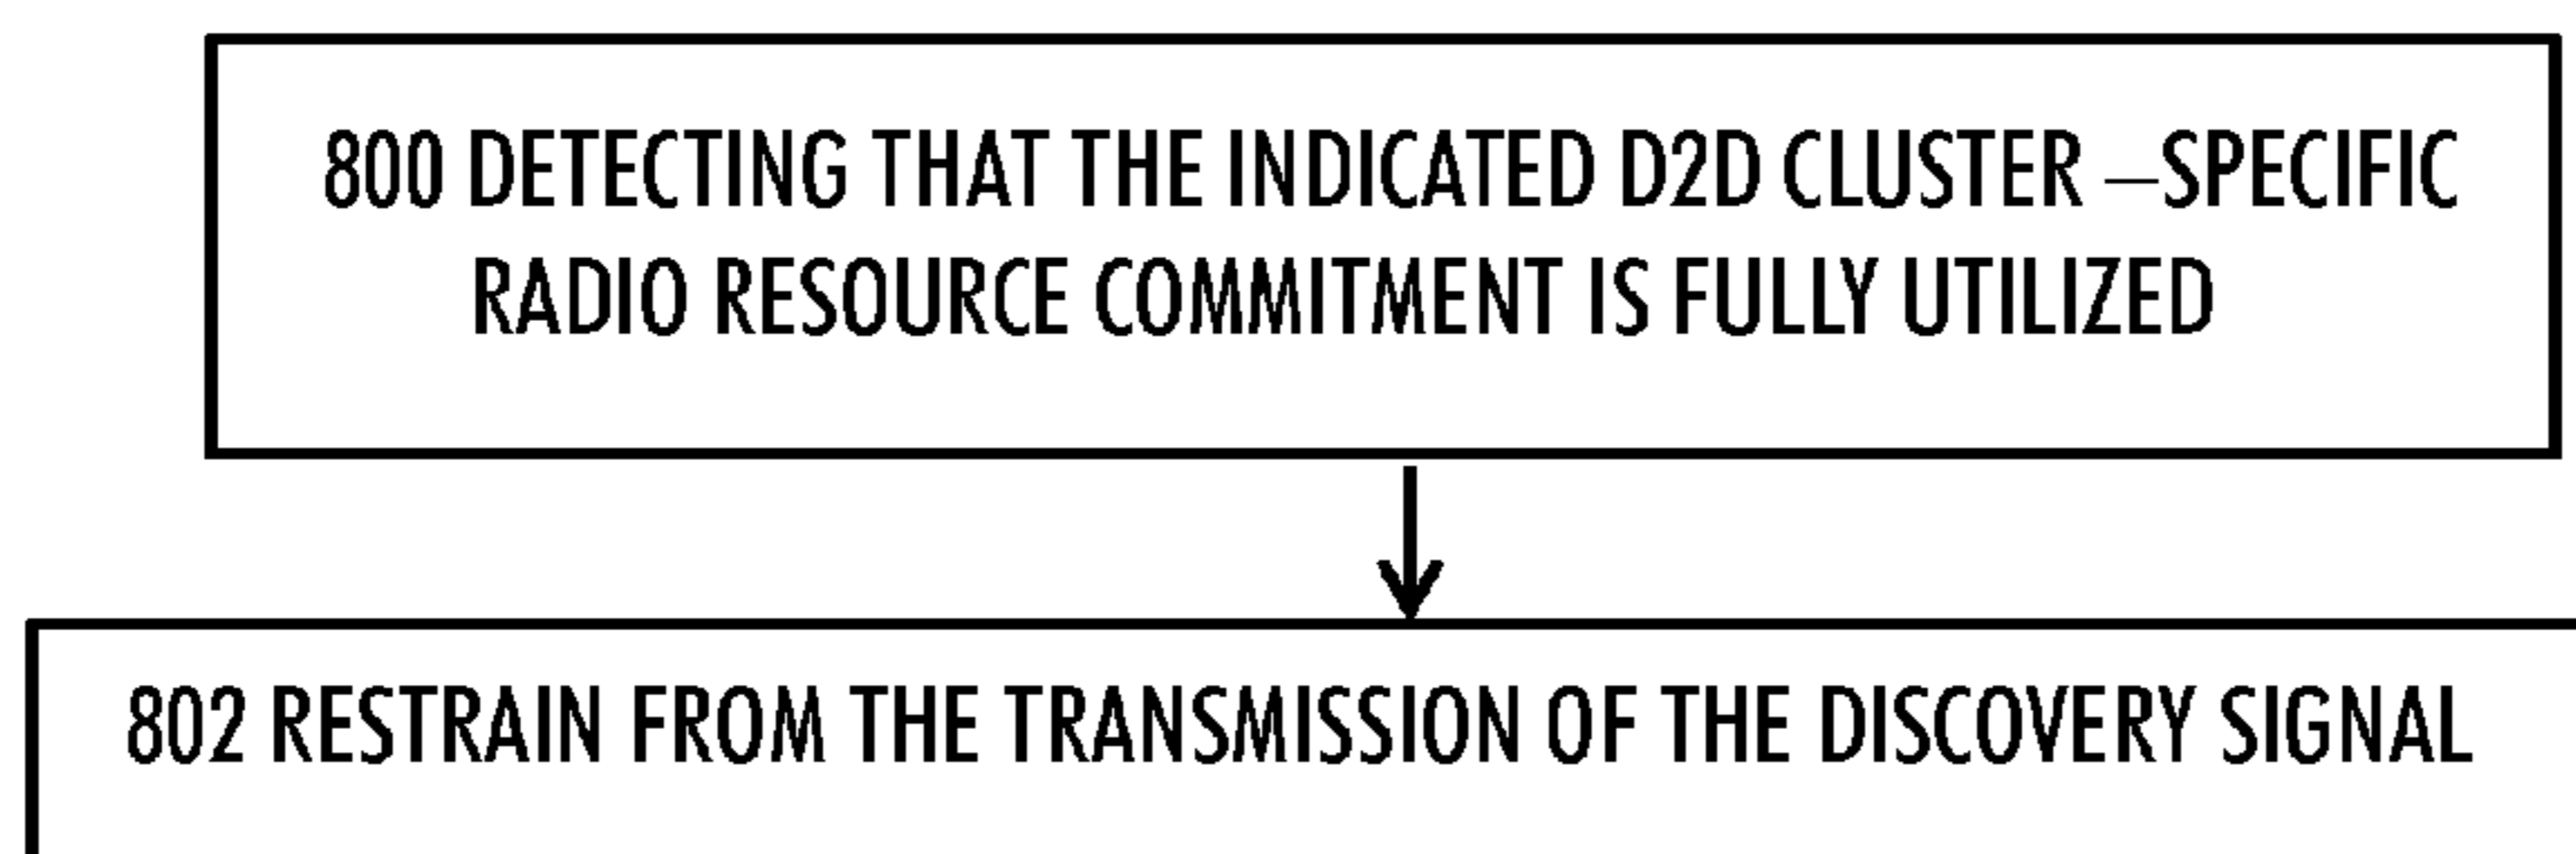 800 DETECTING THAT THE INDICATED D2D CLUSTER –SPECIFIC
RADIO RESOURCE COMMITMENT IS FULLY UTILIZED
802 RESTRAIN FROM THE TRANSMISSION OF THE DISCOVERY SIGNAL